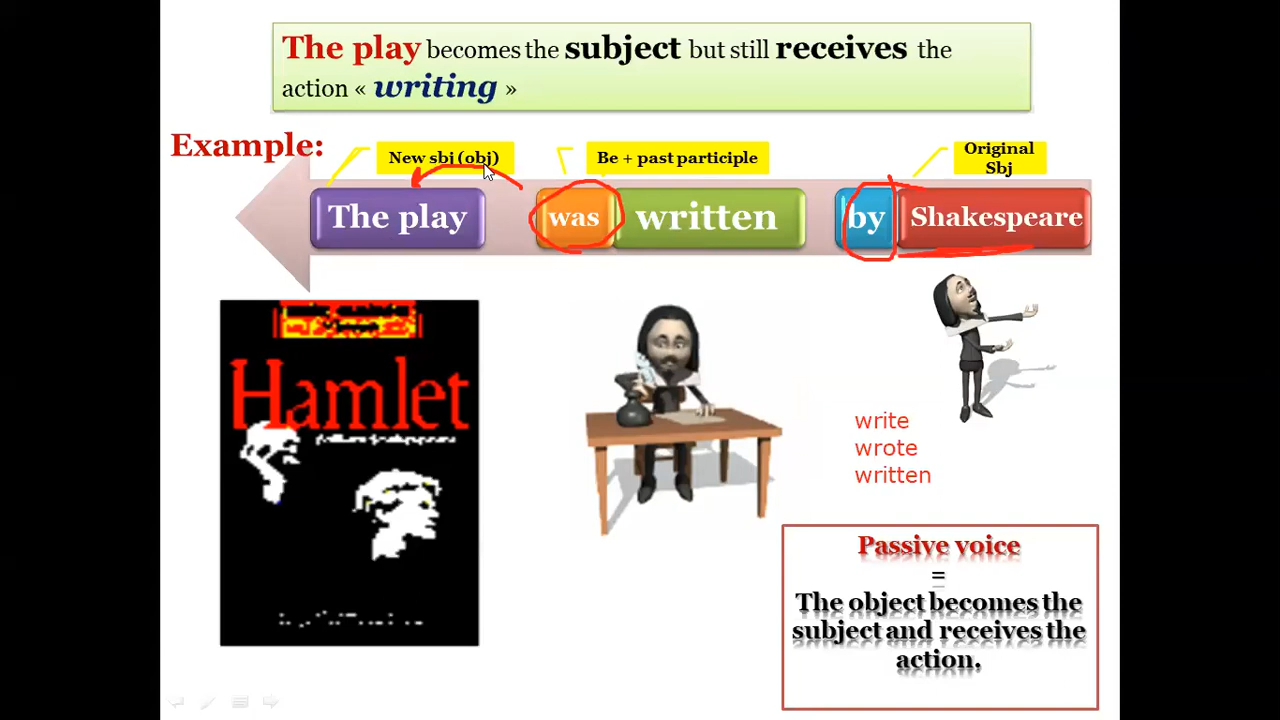 The play becomes the subject but still receives the
action « writing »
Example:
New sbj (obj)
Be + past participle
Original
Sbj
The play
was
written
by
Shakespeare
Hamlet
write
wrote
written
Passive voice
=
The object becomes the
subject and receives the
action.